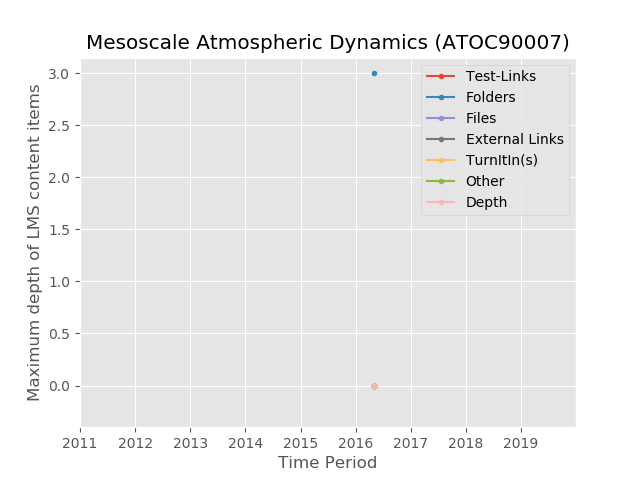 Mesoscale Atmospheric Dynamics (ATOC90007)
Maximum depth of LMS content items
3.0
2.5
2.0
1.5
1.0
0.5
0.0
Test-Links
Folders
Files
External Links
TurnItIn(s)
Other
Depth
2011 2012 2013 2014 2015 2016 2017 2018 2019
Time Period